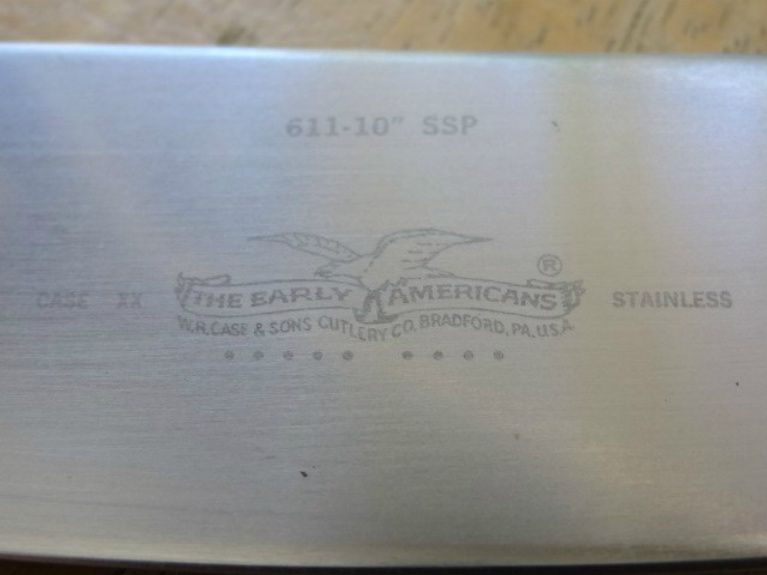 611-10" SSP
®
CASE XX THE EARLY AMERICANS STAINLESS
W.R.CASE & SONS CUTLERY CO. BRADFORD, PA. U.S.A.